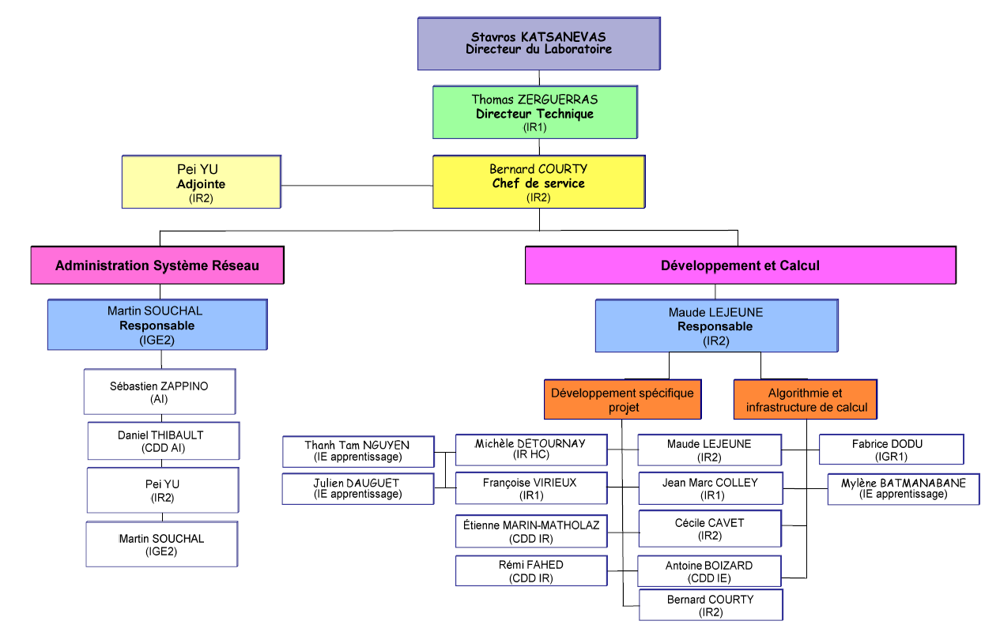 Stavros KATSANEVAS
Directeur du Laboratoire
Thomas ZERGUERRAS
Directeur Technique
(IR1)
Pei YU
Adjointe
(IR2)
Bernard COURTY
Chef de service
(IR2)
Administration Système Réseau
Développement et Calcul
Martin SOUCHAL
Responsable
(IGE2)
Maude LEJEUNE
Responsable
(IR2)
Sébastien ZAPPINO
(AI)
Daniel THIBAULT
(CDD AI)
Pei YU
(IR2)
Martin SOUCHAL
(IGE2)
Développement spécifique
projet
Algorithmie et
infrastructure de calcul
Thanh Tam NGUYEN
(IE apprentissage)
Michèle DETOURNAY
(IR HC)
Maude LEJEUNE
(IR2)
Fabrice DODU
(IGR1)
Julien DAUGUET
(IE apprentissage)
Françoise VIRIEUX
(IR1)
Jean Marc COLLEY
(IR1)
Mylène BATMANABANE
(IE apprentissage)
Étienne MARIN-MATHOLAZ
(CDD IR)
Cécile CAVET
(IR2)
Rémi FAHED
(CDD IR)
Antoine BOIZARD
(CDD IE)
Bernard COURTY
(IR2)